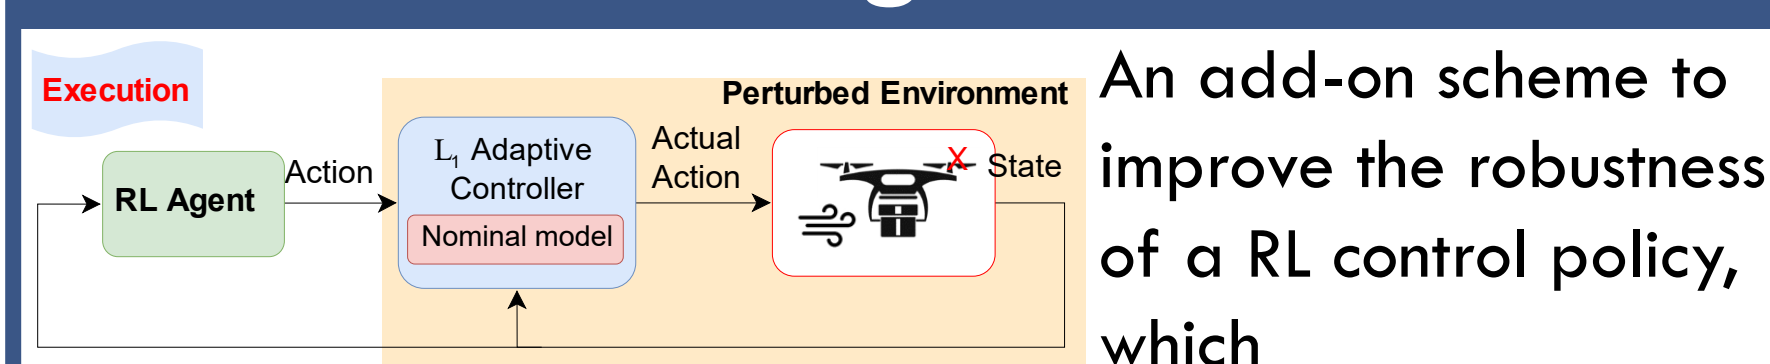 Execution
Perturbed Environment
RL Agent
Action
L₁ Adaptive
Controller
Nominal model
Actual
Action
X
State
An add-on scheme to
improve the robustness
of a RL control policy,
which